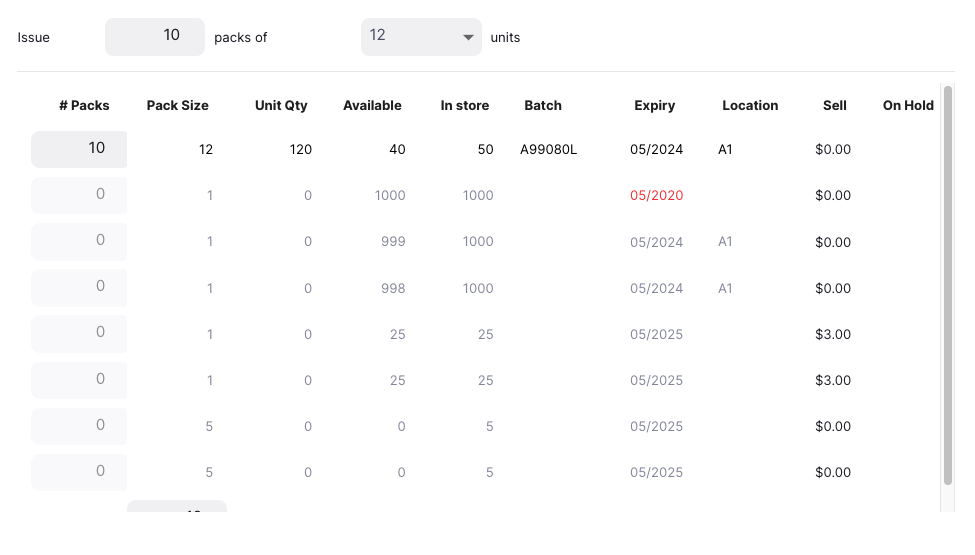 Issue 10 packs of 12 units
# Packs Pack Size Unit Qty Available In store Batch Expiry Location Sell On Hold
10 12 120 40 50 A99080L 05/2024 A1 $0.00
0 1 0 1000 1000 05/2020 $0.00
0 1 0 999 1000 05/2024 A1 $0.00
0 1 0 998 1000 05/2024 A1 $0.00
0 1 0 25 25 05/2025 $3.00
0 1 0 25 25 05/2025 $3.00
0 5 0 0 5 05/2025 $0.00
0 5 0 0 5 05/2025 $0.00